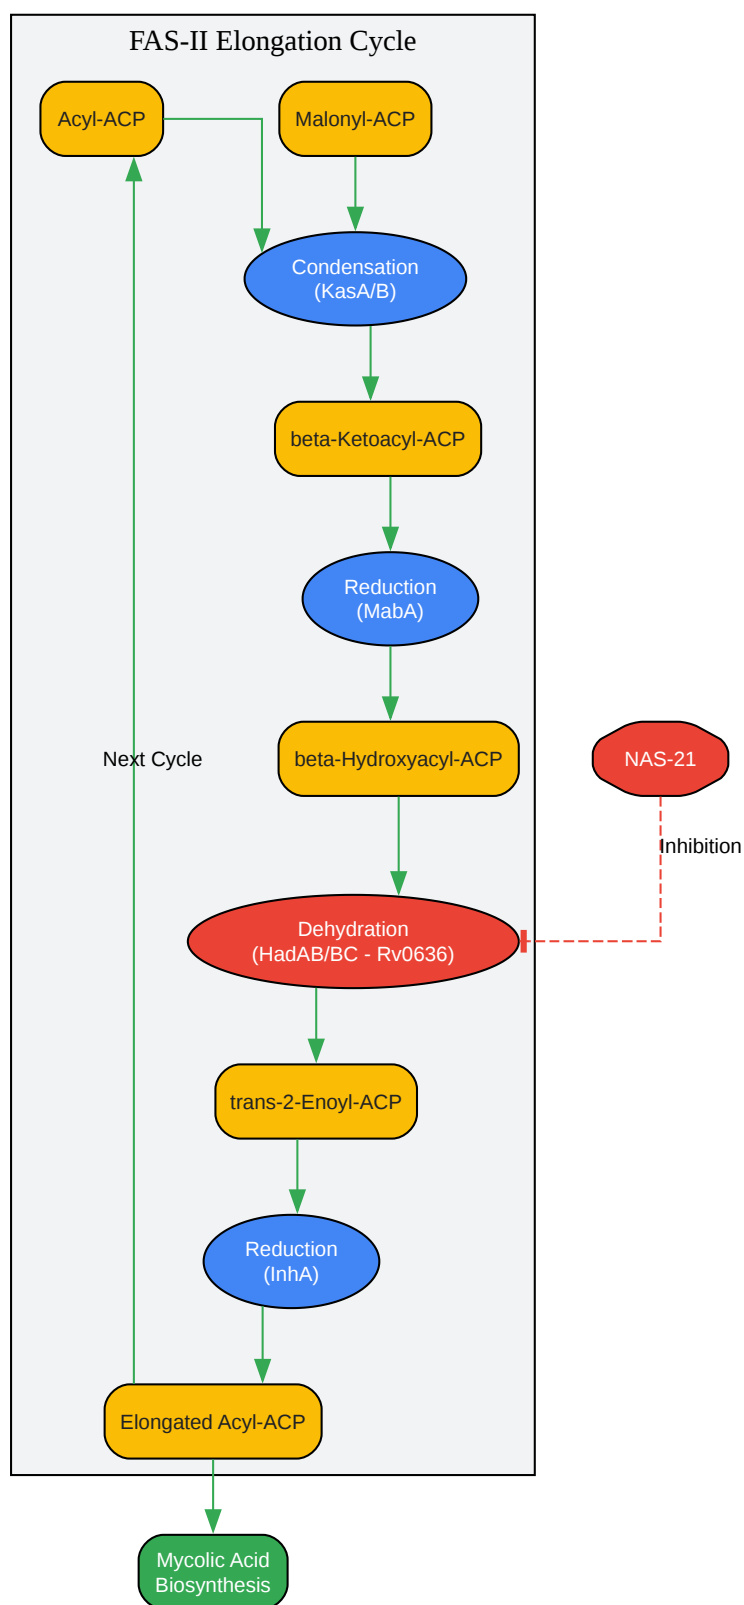 FAS-II Elongation Cycle
Acyl-ACP
Malonyl-ACP
Condensation
(KasA/B)
beta-Ketoacyl-ACP
Reduction
(MabA)
Next Cycle
beta-Hydroxyacyl-ACP
NAS-21
Inhibition
Dehydration
(HadAB/BC - Rv0636)
trans-2-Enoyl-ACP
Reduction
(InhA)
Elongated Acyl-ACP
Mycolic Acid
Biosynthesis